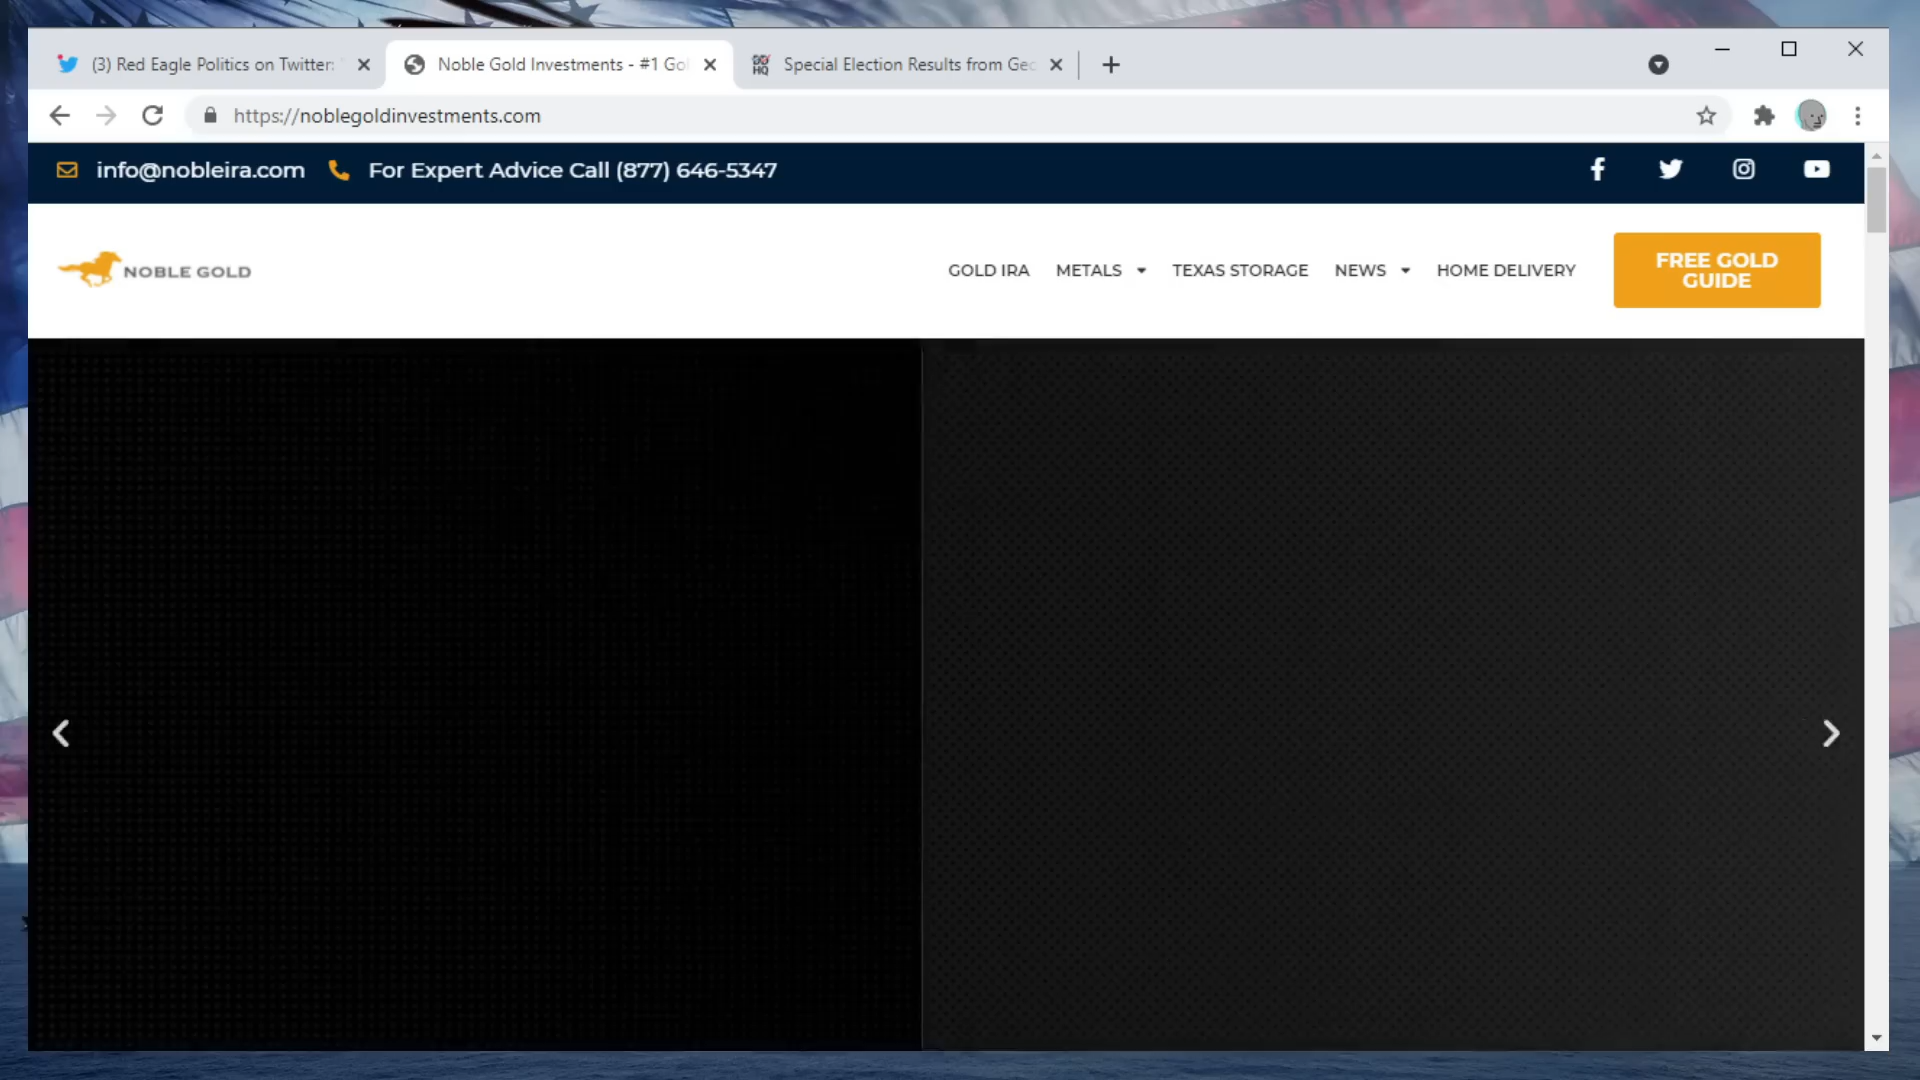 (3) Red Eagle Politics on Twitter:
Noble Gold Investments - #1 Gol
DDHQ
Special Election Results from Geo
https://noblegoldinvestments.com
info@nobleira.com
For Expert Advice Call (877) 646-5347
NOBLE GOLD
GOLD IRA
METALS
TEXAS STORAGE
NEWS
HOME DELIVERY
FREE GOLD
GUIDE